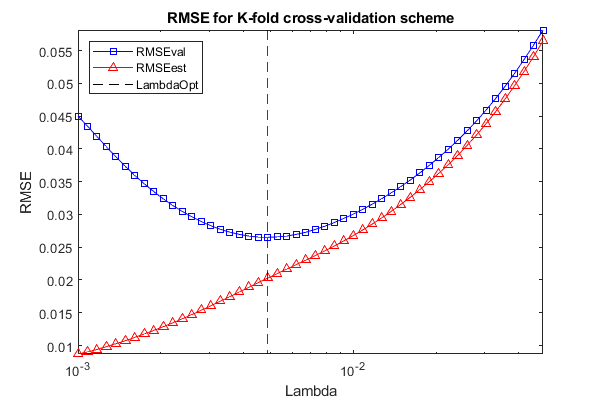 RMSE for K-fold cross-validation scheme
RMSEval
RMSEest
LambdaOpt
RMSE
0.055
0.05
0.045
0.04
0.035
0.03
0.025
0.02
0.015
0.01
10^-3
10^-2
Lambda